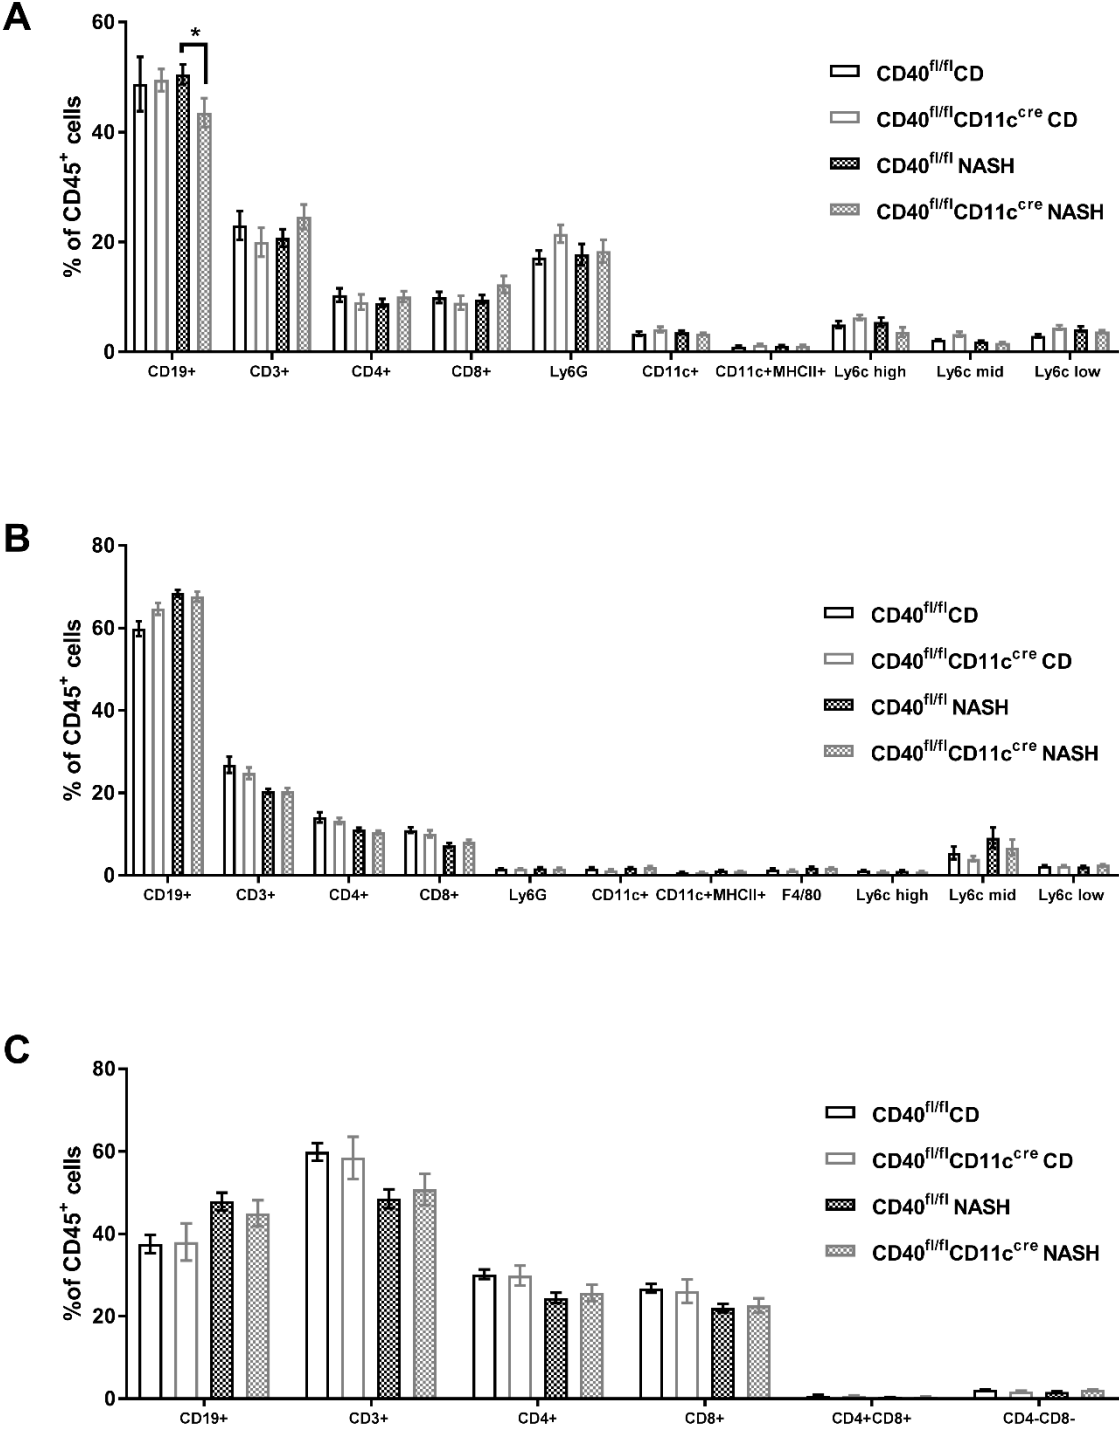 A
60
40
20
0
% of CD45+ cells
*
CD40fl/flCD
CD40fl/flCD11ccre CD
CD40fl/fl NASH
CD40fl/flCD11ccre NASH
CD19+ CD3+ CD4+ CD8+ Ly6G CD11c+ CD11c+MHCII+ Ly6c high Ly6c mid Ly6c low
B
80
60
40
20
0
% of CD45+ cells
CD40fl/flCD
CD40fl/flCD11ccre CD
CD40fl/fl NASH
CD40fl/flCD11ccre NASH
CD19+ CD3+ CD4+ CD8+ Ly6G CD11c+ CD11c+MHCII+ F4/80 Ly6c high Ly6c mid Ly6c low
C
80
60
40
20
0
%of CD45+ cells
CD40fl/flCD
CD40fl/flCD11ccre CD
CD40fl/fl NASH
CD40fl/flCD11ccre NASH
CD19+ CD3+ CD4+ CD8+ CD4+CD8+ CD4-CD8-